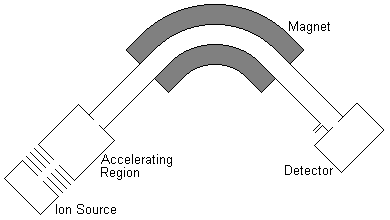 Magnet
Accelerating
Region
Detector
Ion Source